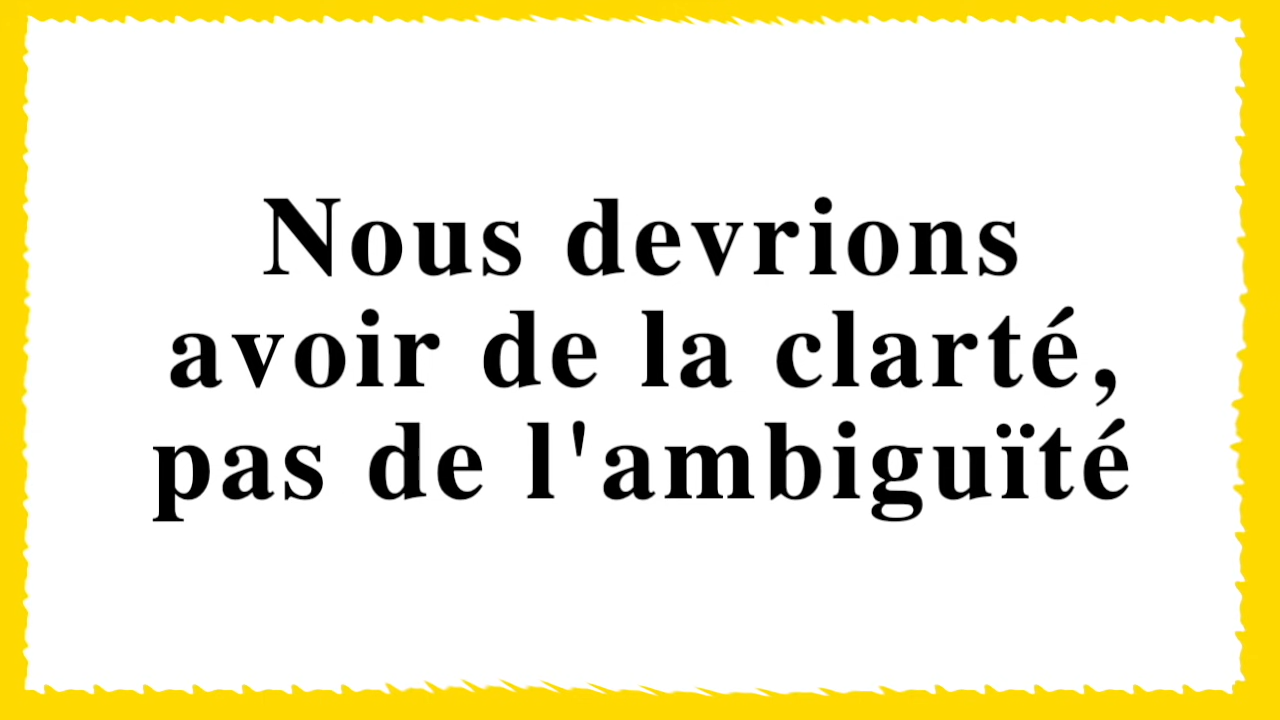 Nous devrions
avoir de la clarté,
pas de l'ambiguïté